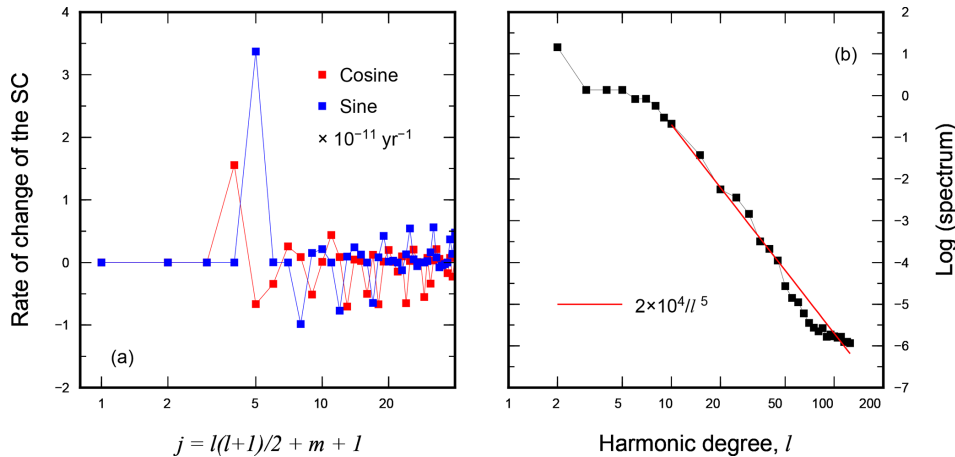 4
3
2
1
0
−1
−2
Rate of change of the SC
Cosine
Sine
× 10⁻¹¹ yr⁻¹
(a)
1 2 5 10 20
j = l(l+1)/2 + m + 1
(b)
2×10⁴/l ⁵
2
1
0
−1
−2
−3
−4
−5
−6
−7
Log (spectrum)
1 2 5 10 20 50 100 200
Harmonic degree, l